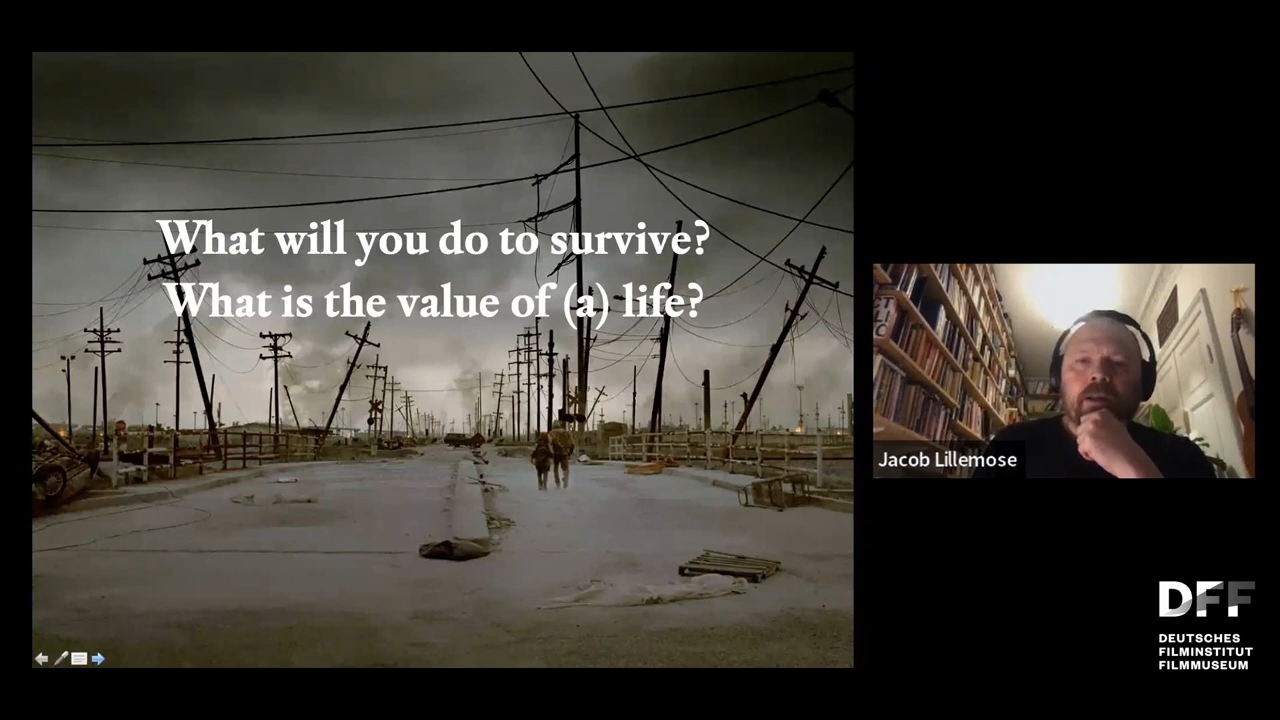 What will you do to survive?
What is the value of (a) life?
Jacob Lillemose
DFF
DEUTSCHES
FILMINSTITUT
FILMMUSEUM